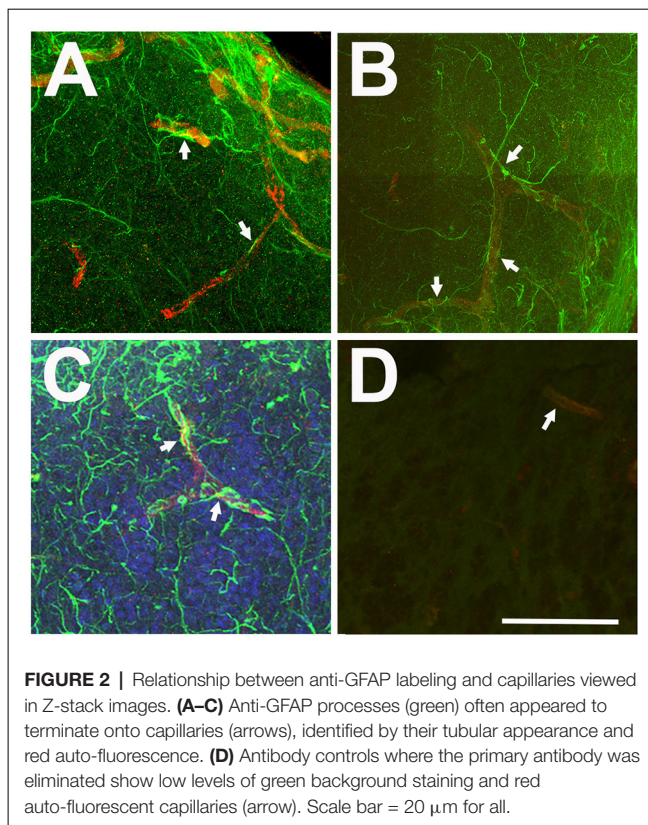 A
B
C
D
FIGURE 2 | Relationship between anti-GFAP labeling and capillaries viewed
in Z-stack images. (A–C) Anti-GFAP processes (green) often appeared to
terminate onto capillaries (arrows), identified by their tubular appearance and
red auto-fluorescence. (D) Antibody controls where the primary antibody was
eliminated show low levels of green background staining and red
auto-fluorescent capillaries (arrow). Scale bar = 20 μm for all.